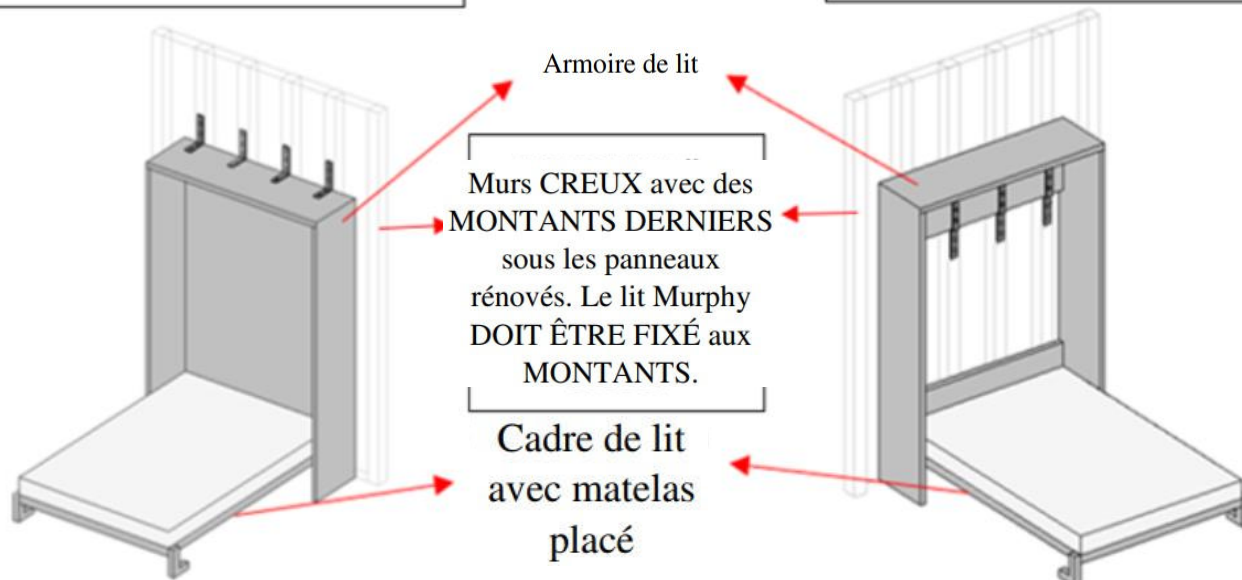 Armoire de lit
Murs CREUX avec des
MONTANTS DERNIERS
sous les panneaux
rénovés. Le lit Murphy
DOIT ÊTRE FIXÉ aux
MONTANTS.
Cadre de lit
avec matelas
placé